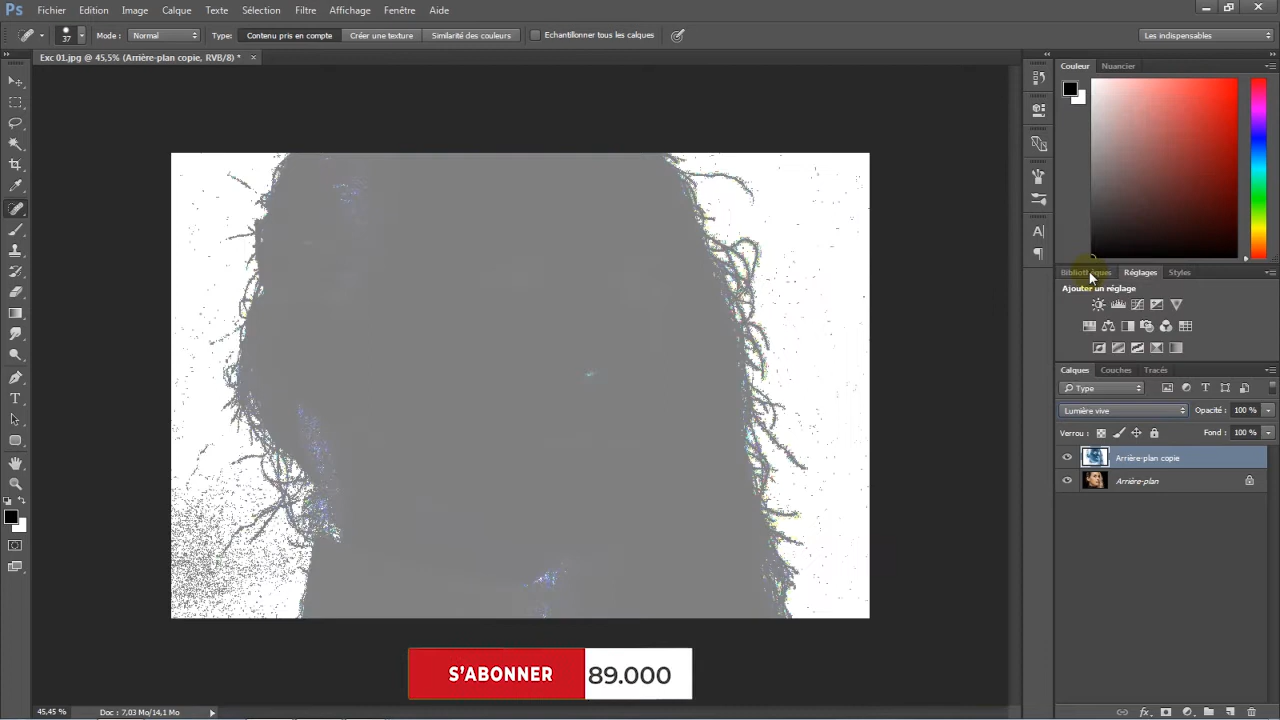 Ps Fichier Edition Image Calque Texte Sélection Filtre Affichage Fenêtre Aide
37 Mode : Normal Type: Contenu pris en compte Créer une texture Similarité des couleurs Echantillonner tous les calques Les indispensables
Exc 01.jpg @ 45,5% (Arrière-plan copie, RVB/8) *
Couleur Nuancier
Bibliothèques Réglages Styles
Ajouter un réglage
Calques Couches Tracés
Type
Lumière vive Opacité : 100 %
Verrou : Fond : 100 %
Arrière-plan copie
Arrière-plan
S'ABONNER 89.000
45,45 % Doc : 7,03 Mo/14,1 Mo